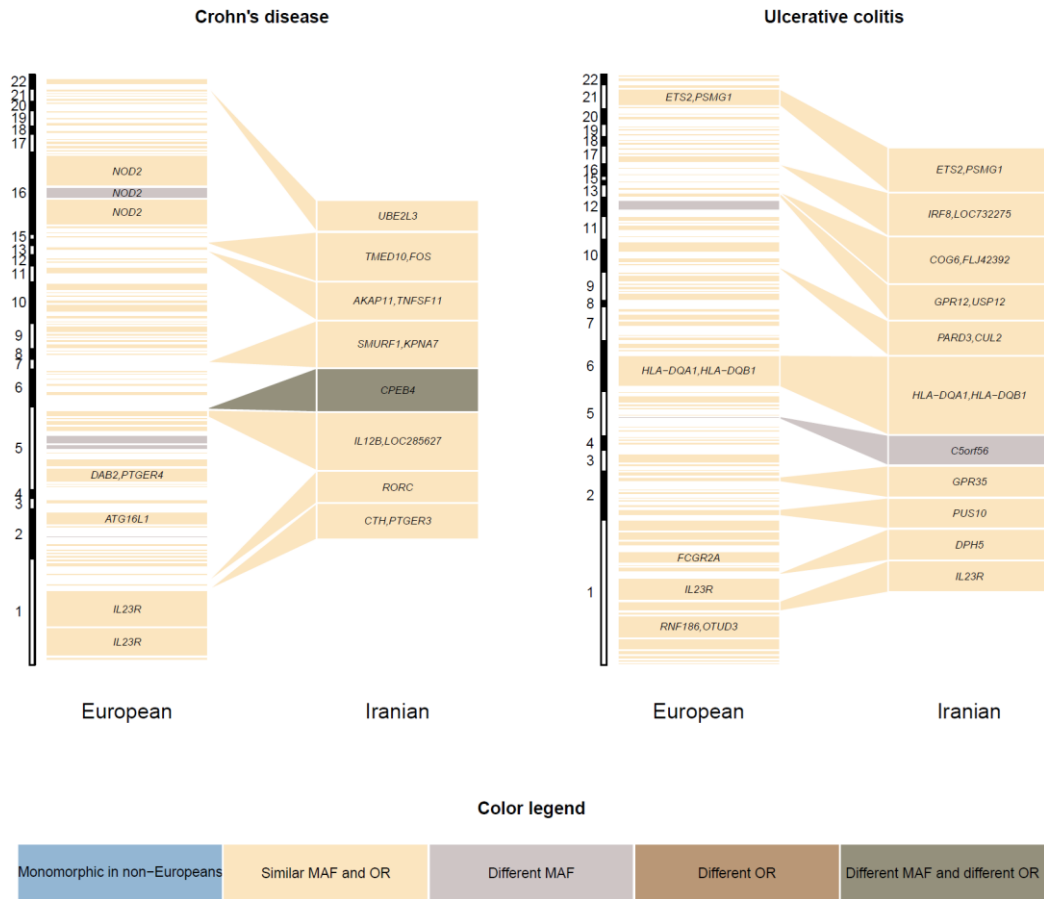 Crohn's disease
Ulcerative colitis
22
21
20
19
18
17
16
15
13
12
11
10
9
8
7
6
5
4
3
2
1
NOD2
NOD2
NOD2
DAB2,PTGER4
ATG16L1
IL23R
IL23R
UBE2L3
TMED10,FOS
AKAP11,TNFSF11
SMURF1,KPNA7
CPEB4
IL12B,LOC285627
RORC
CTH,PTGER3
European
Iranian
22
21
20
19
18
17
16
15
13
12
11
10
9
8
7
6
5
4
3
2
1
ETS2,PSMG1
HLA−DQA1,HLA−DQB1
FCGR2A
IL23R
RNF186,OTUD3
ETS2,PSMG1
IRF8,LOC732275
COG6,FLJ42392
GPR12,USP12
PARD3,CUL2
HLA−DQA1,HLA−DQB1
C5orf56
GPR35
PUS10
DPH5
IL23R
European
Iranian
Color legend
Monomorphic in non−Europeans
Similar MAF and OR
Different MAF
Different OR
Different MAF and different OR